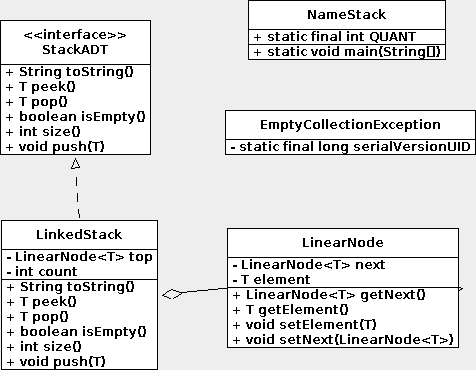 <<interface>>
StackADT
+ String toString()
+ T peek()
+ T pop()
+ boolean isEmpty()
+ int size()
+ void push(T)
NameStack
+ static final int QUANT
+ static void main(String[])
EmptyCollectionException
- static final long serialVersionUID
LinkedStack
- LinearNode<T> top
- int count
+ String toString()
+ T peek()
+ T pop()
+ boolean isEmpty()
+ int size()
+ void push(T)
LinearNode
- LinearNode<T> next
- T element
+ LinearNode<T> getNext()
+ T getElement()
+ void setElement(T)
+ void setNext(LinearNode<T>)